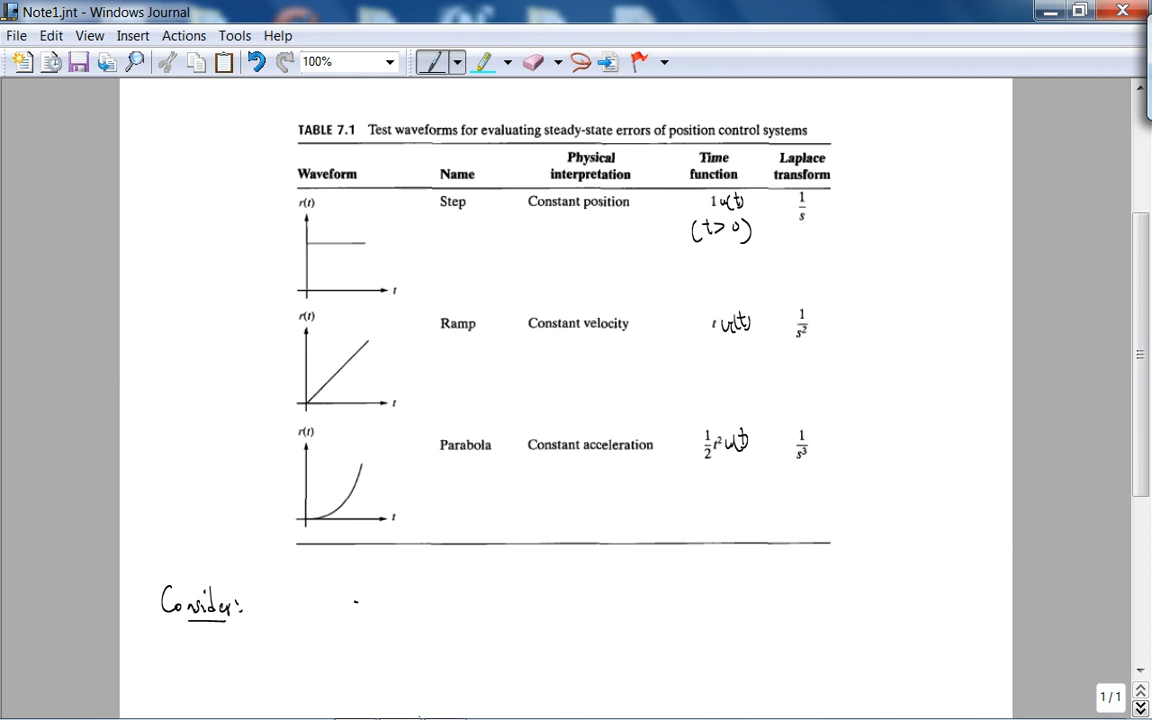 Note1.jnt - Windows Journal
File Edit View Insert Actions Tools Help
100%
TABLE 7.1 Test waveforms for evaluating steady-state errors of position control systems
Waveform Name Physical interpretation Time function Laplace transform
r(t) Step Constant position 1 u(t) 1/s
(t > 0)
t
r(t) Ramp Constant velocity t u(t) 1/s²
t
r(t) Parabola Constant acceleration 1/2 t² u(t) 1/s³
t
Consider:
1 / 1